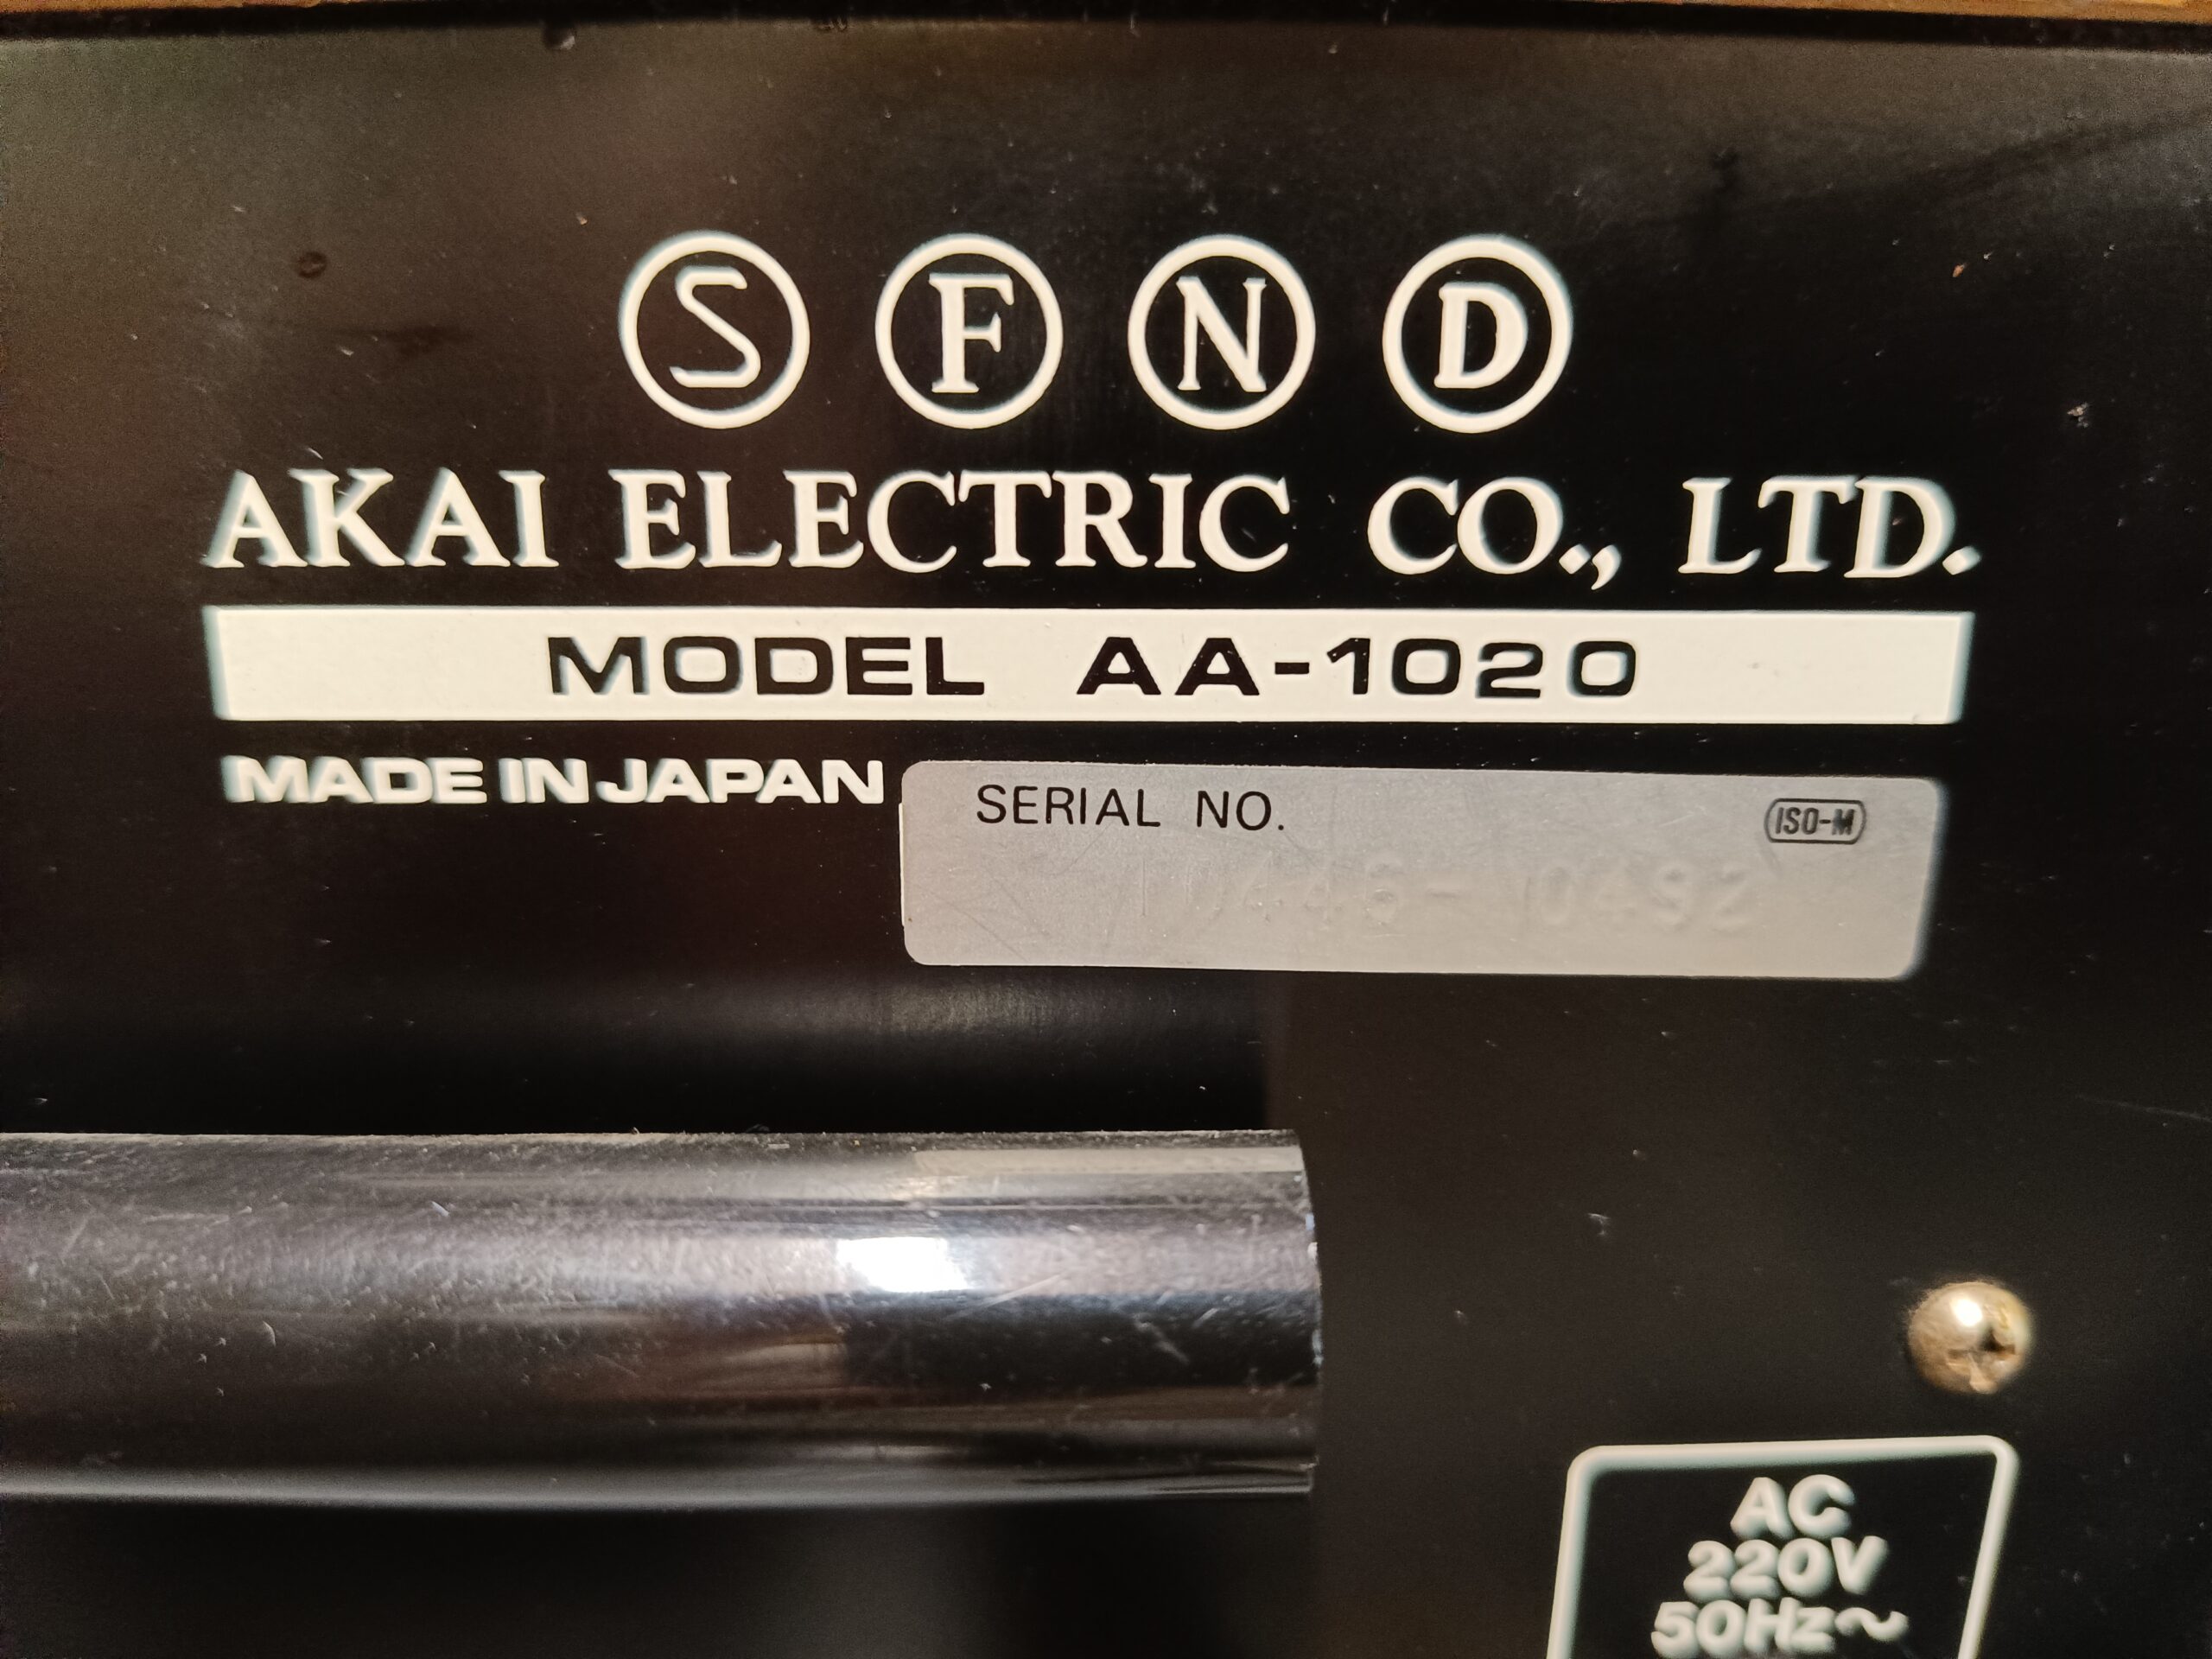 S F N D
AKAI ELECTRIC CO., LTD.
MODEL AA-1020
MADE IN JAPAN
SERIAL NO.
ISO-M
AC
220V
50Hz~